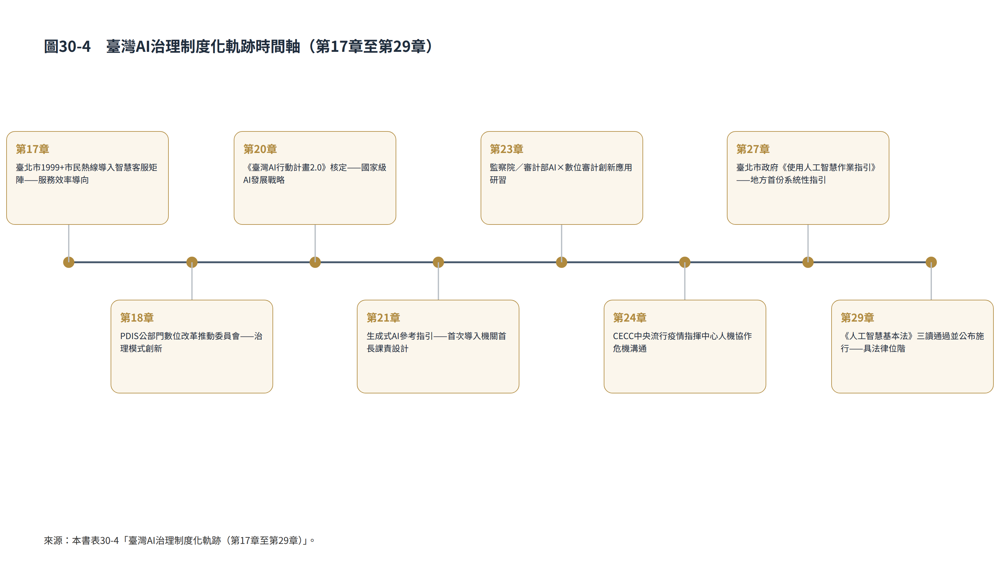 圖30-4　臺灣AI治理制度化軌跡時間軸（第17章至第29章）
第17章
臺北市1999+市民熱線導入智慧客服矩
陣——服務效率導向
第20章
《臺灣AI行動計畫2.0》核定——國家級
AI發展戰略
第23章
監察院／審計部AI×數位審計創新應用
研習
第27章
臺北市政府《使用人工智慧作業指引》
——地方首份系統性指引
第18章
PDIS公部門數位改革推動委員會——治
理模式創新
第21章
生成式AI參考指引——首次導入機關首
長課責設計
第24章
CECC中央流行疫情指揮中心人機協作
危機溝通
第29章
《人工智慧基本法》三讀通過並公布施
行——具法律位階
來源：本書表30-4「臺灣AI治理制度化軌跡（第17章至第29章）」。